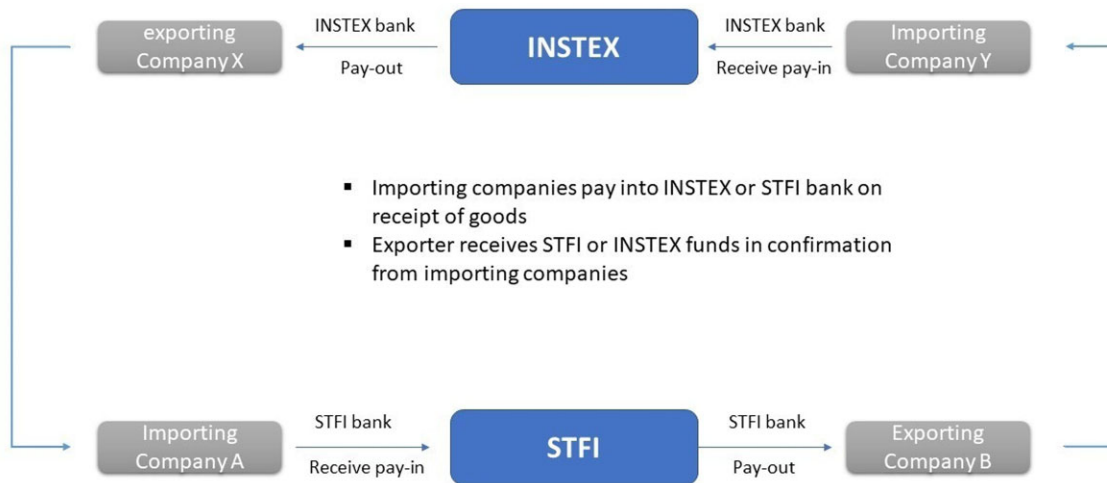 exporting
Company X
INSTEX bank
Pay-out
INSTEX
INSTEX bank
Receive pay-in
Importing
Company Y
▪ Importing companies pay into INSTEX or STFI bank on
receipt of goods
▪ Exporter receives STFI or INSTEX funds in confirmation
from importing companies
Importing
Company A
STFI bank
Receive pay-in
STFI
STFI bank
Pay-out
Exporting
Company B